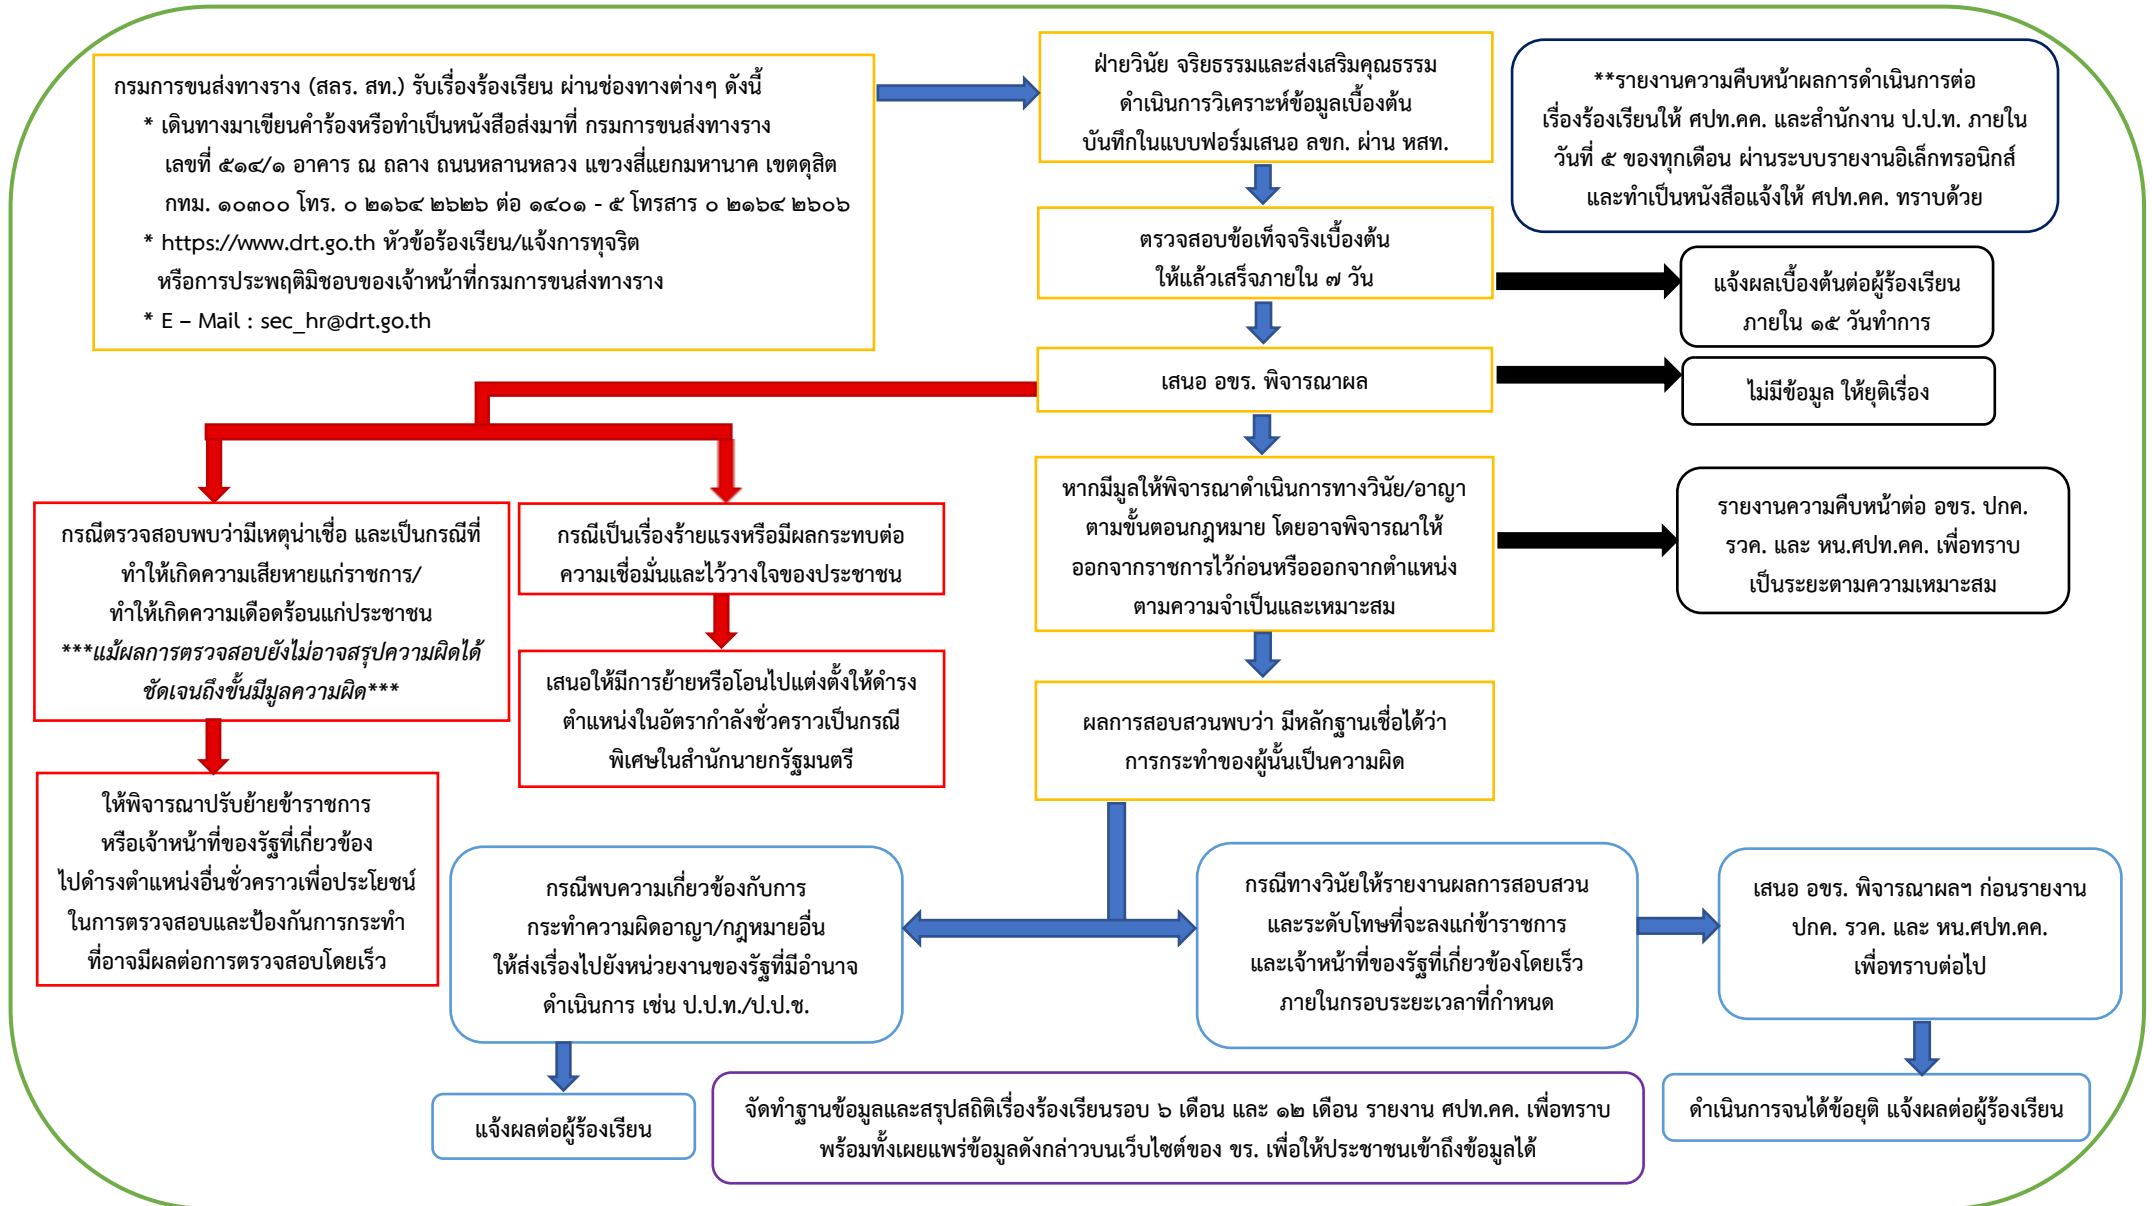 กรมการขนส่งทางราง (สลร. สท.) รับเรื่องร้องเรียน ผ่านช่องทางต่างๆ ดังนี้
* เดินทางมาเขียนคำร้องหรือทำเป็นหนังสือส่งมาที่ กรมการขนส่งทางราง
เลขที่ ๕๑๔/๑ อาคาร ณ ถลาง ถนนหลานหลวง แขวงสี่แยกมหานาค เขตดุสิต
กทม. ๑๐๓๐๐ โทร. ๐ ๒๑๖๔ ๒๖๒๖ ต่อ ๑๔๐๑ - ๕ โทรสาร ๐ ๒๑๖๔ ๒๖๐๖
* https://www.drt.go.th หัวข้อร้องเรียน/แจ้งการทุจริต
หรือการประพฤติมิชอบของเจ้าหน้าที่กรมการขนส่งทางราง
* E – Mail : sec_hr@drt.go.th
ฝ่ายวินัย จริยธรรมและส่งเสริมคุณธรรม
ดำเนินการวิเคราะห์ข้อมูลเบื้องต้น
บันทึกในแบบฟอร์มเสนอ ลขก. ผ่าน หสท.
**รายงานความคืบหน้าผลการดำเนินการต่อ
เรื่องร้องเรียนให้ ศปท.คค. และสำนักงาน ป.ป.ท. ภายใน
วันที่ ๕ ของทุกเดือน ผ่านระบบรายงานอิเล็กทรอนิกส์
และทำเป็นหนังสือแจ้งให้ ศปท.คค. ทราบด้วย
ตรวจสอบข้อเท็จจริงเบื้องต้น
ให้แล้วเสร็จภายใน ๗ วัน
แจ้งผลเบื้องต้นต่อผู้ร้องเรียน
ภายใน ๑๕ วันทำการ
เสนอ อขร. พิจารณาผล
ไม่มีข้อมูล ให้ยุติเรื่อง
หากมีมูลให้พิจารณาดำเนินการทางวินัย/อาญา
ตามขั้นตอนกฎหมาย โดยอาจพิจารณาให้
ออกจากราชการไว้ก่อนหรือออกจากตำแหน่ง
ตามความจำเป็นและเหมาะสม
รายงานความคืบหน้าต่อ อขร. ปกค.
รวค. และ หน.ศปท.คค. เพื่อทราบ
เป็นระยะตามความเหมาะสม
กรณีตรวจสอบพบว่ามีเหตุน่าเชื่อ และเป็นกรณีที่
ทำให้เกิดความเสียหายแก่ราชการ/
ทำให้เกิดความเดือดร้อนแก่ประชาชน
***แม้ผลการตรวจสอบยังไม่อาจสรุปความผิดได้
ชัดเจนถึงขั้นมีมูลความผิด***
กรณีเป็นเรื่องร้ายแรงหรือมีผลกระทบต่อ
ความเชื่อมั่นและไว้วางใจของประชาชน
เสนอให้มีการย้ายหรือโอนไปแต่งตั้งให้ดำรง
ตำแหน่งในอัตรากำลังชั่วคราวเป็นกรณี
พิเศษในสำนักนายกรัฐมนตรี
ผลการสอบสวนพบว่า มีหลักฐานเชื่อได้ว่า
การกระทำของผู้นั้นเป็นความผิด
ให้พิจารณาปรับย้ายข้าราชการ
หรือเจ้าหน้าที่ของรัฐที่เกี่ยวข้อง
ไปดำรงตำแหน่งอื่นชั่วคราวเพื่อประโยชน์
ในการตรวจสอบและป้องกันการกระทำ
ที่อาจมีผลต่อการตรวจสอบโดยเร็ว
กรณีพบความเกี่ยวข้องกับการ
กระทำความผิดอาญา/กฎหมายอื่น
ให้ส่งเรื่องไปยังหน่วยงานของรัฐที่มีอำนาจ
ดำเนินการ เช่น ป.ป.ท./ป.ป.ช.
กรณีทางวินัยให้รายงานผลการสอบสวน
และระดับโทษที่จะลงแก่ข้าราชการ
และเจ้าหน้าที่ของรัฐที่เกี่ยวข้องโดยเร็ว
ภายในกรอบระยะเวลาที่กำหนด
เสนอ อขร. พิจารณาผลฯ ก่อนรายงาน
ปกค. รวค. และ หน.ศปท.คค.
เพื่อทราบต่อไป
แจ้งผลต่อผู้ร้องเรียน
จัดทำฐานข้อมูลและสรุปสถิติเรื่องร้องเรียนรอบ ๖ เดือน และ ๑๒ เดือน รายงาน ศปท.คค. เพื่อทราบ
พร้อมทั้งเผยแพร่ข้อมูลดังกล่าวบนเว็บไซต์ของ ขร. เพื่อให้ประชาชนเข้าถึงข้อมูลได้
ดำเนินการจนได้ข้อยุติ แจ้งผลต่อผู้ร้องเรียน